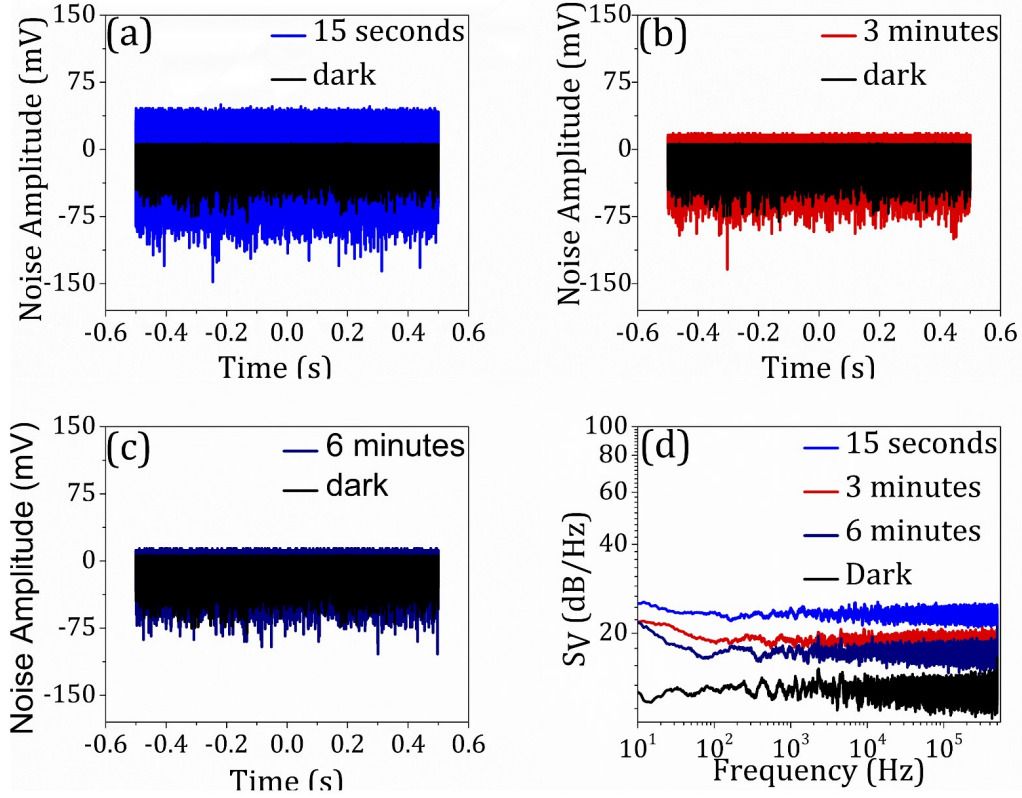 (a)
15 seconds
dark
150
75
0
-75
-150
Noise Amplitude (mV)
-0.6 -0.4 -0.2 0.0 0.2 0.4 0.6
Time (s)
(b)
3 minutes
dark
150
75
0
-75
-150
Noise Amplitude (mV)
-0.6 -0.4 -0.2 0.0 0.2 0.4 0.6
Time (s)
(c)
6 minutes
dark
150
75
0
-75
-150
Noise Amplitude (mV)
-0.6 -0.4 -0.2 0.0 0.2 0.4 0.6
Time (s)
(d)
15 seconds
3 minutes
6 minutes
Dark
100
80
60
40
20
SV (dB/Hz)
10¹ 10² 10³ 10⁴ 10⁵
Frequency (Hz)